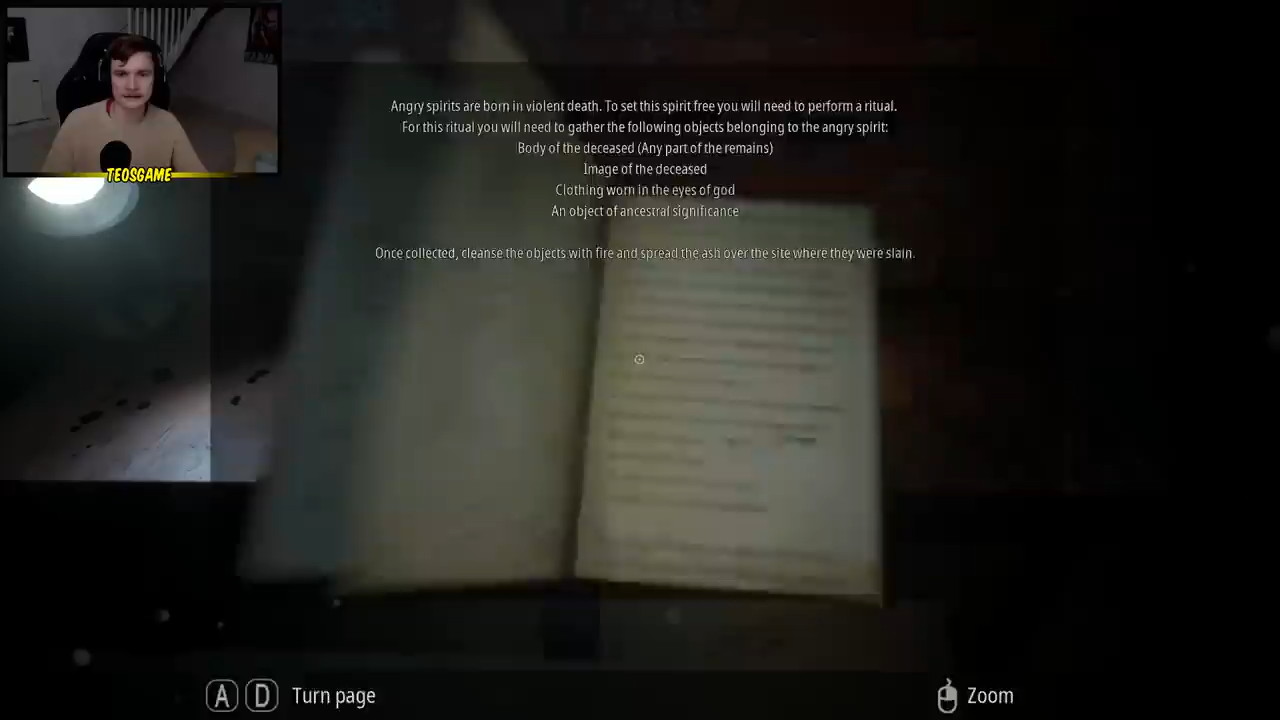 Angry spirits are born in violent death. To set this spirit free you will need to perform a ritual.
For this ritual you will need to gather the following objects belonging to the angry spirit:
Body of the deceased (Any part of the remains)
Image of the deceased
Clothing worn in the eyes of god
An object of ancestral significance
Once collected, cleanse the objects with fire and spread the ash over the site where they were slain.
TEOSGAME
A D Turn page
Zoom